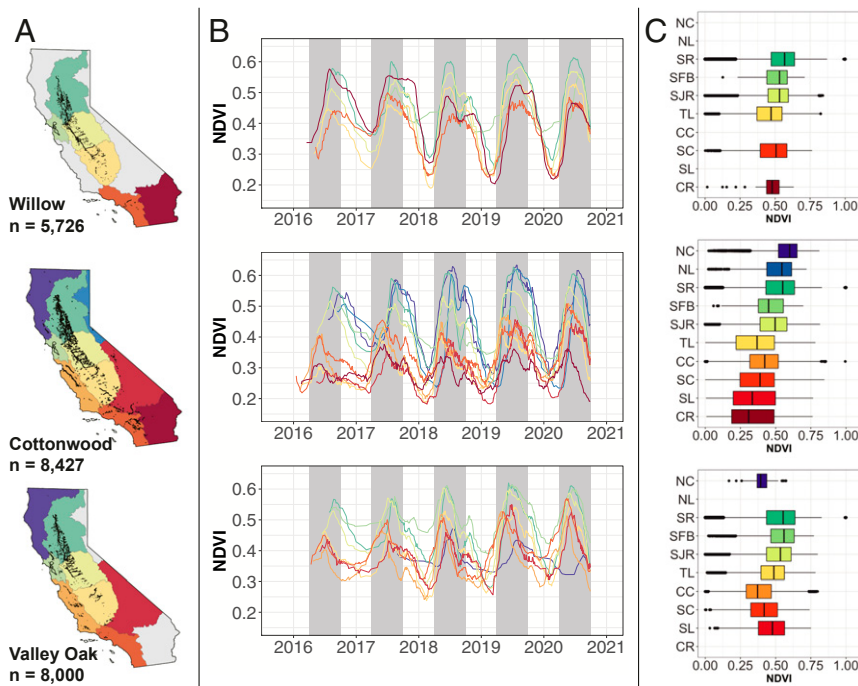 A
B
C
Willow
n = 5,726
Cottonwood
n = 8,427
Valley Oak
n = 8,000
NDVI
0.6
0.5
0.4
0.3
0.2
2016 2017 2018 2019 2020 2021
NDVI
0.6
0.5
0.4
0.3
0.2
2016 2017 2018 2019 2020 2021
NDVI
0.6
0.5
0.4
0.3
0.2
2016 2017 2018 2019 2020 2021
NC
NL
SR
SFB
SJR
TL
CC
SC
SL
CR
0.00 0.25 0.50 0.75 1.00
NDVI
NC
NL
SR
SFB
SJR
TL
CC
SC
SL
CR
0.00 0.25 0.50 0.75 1.00
NDVI
NC
NL
SR
SFB
SJR
TL
CC
SC
SL
CR
0.00 0.25 0.50 0.75 1.00
NDVI